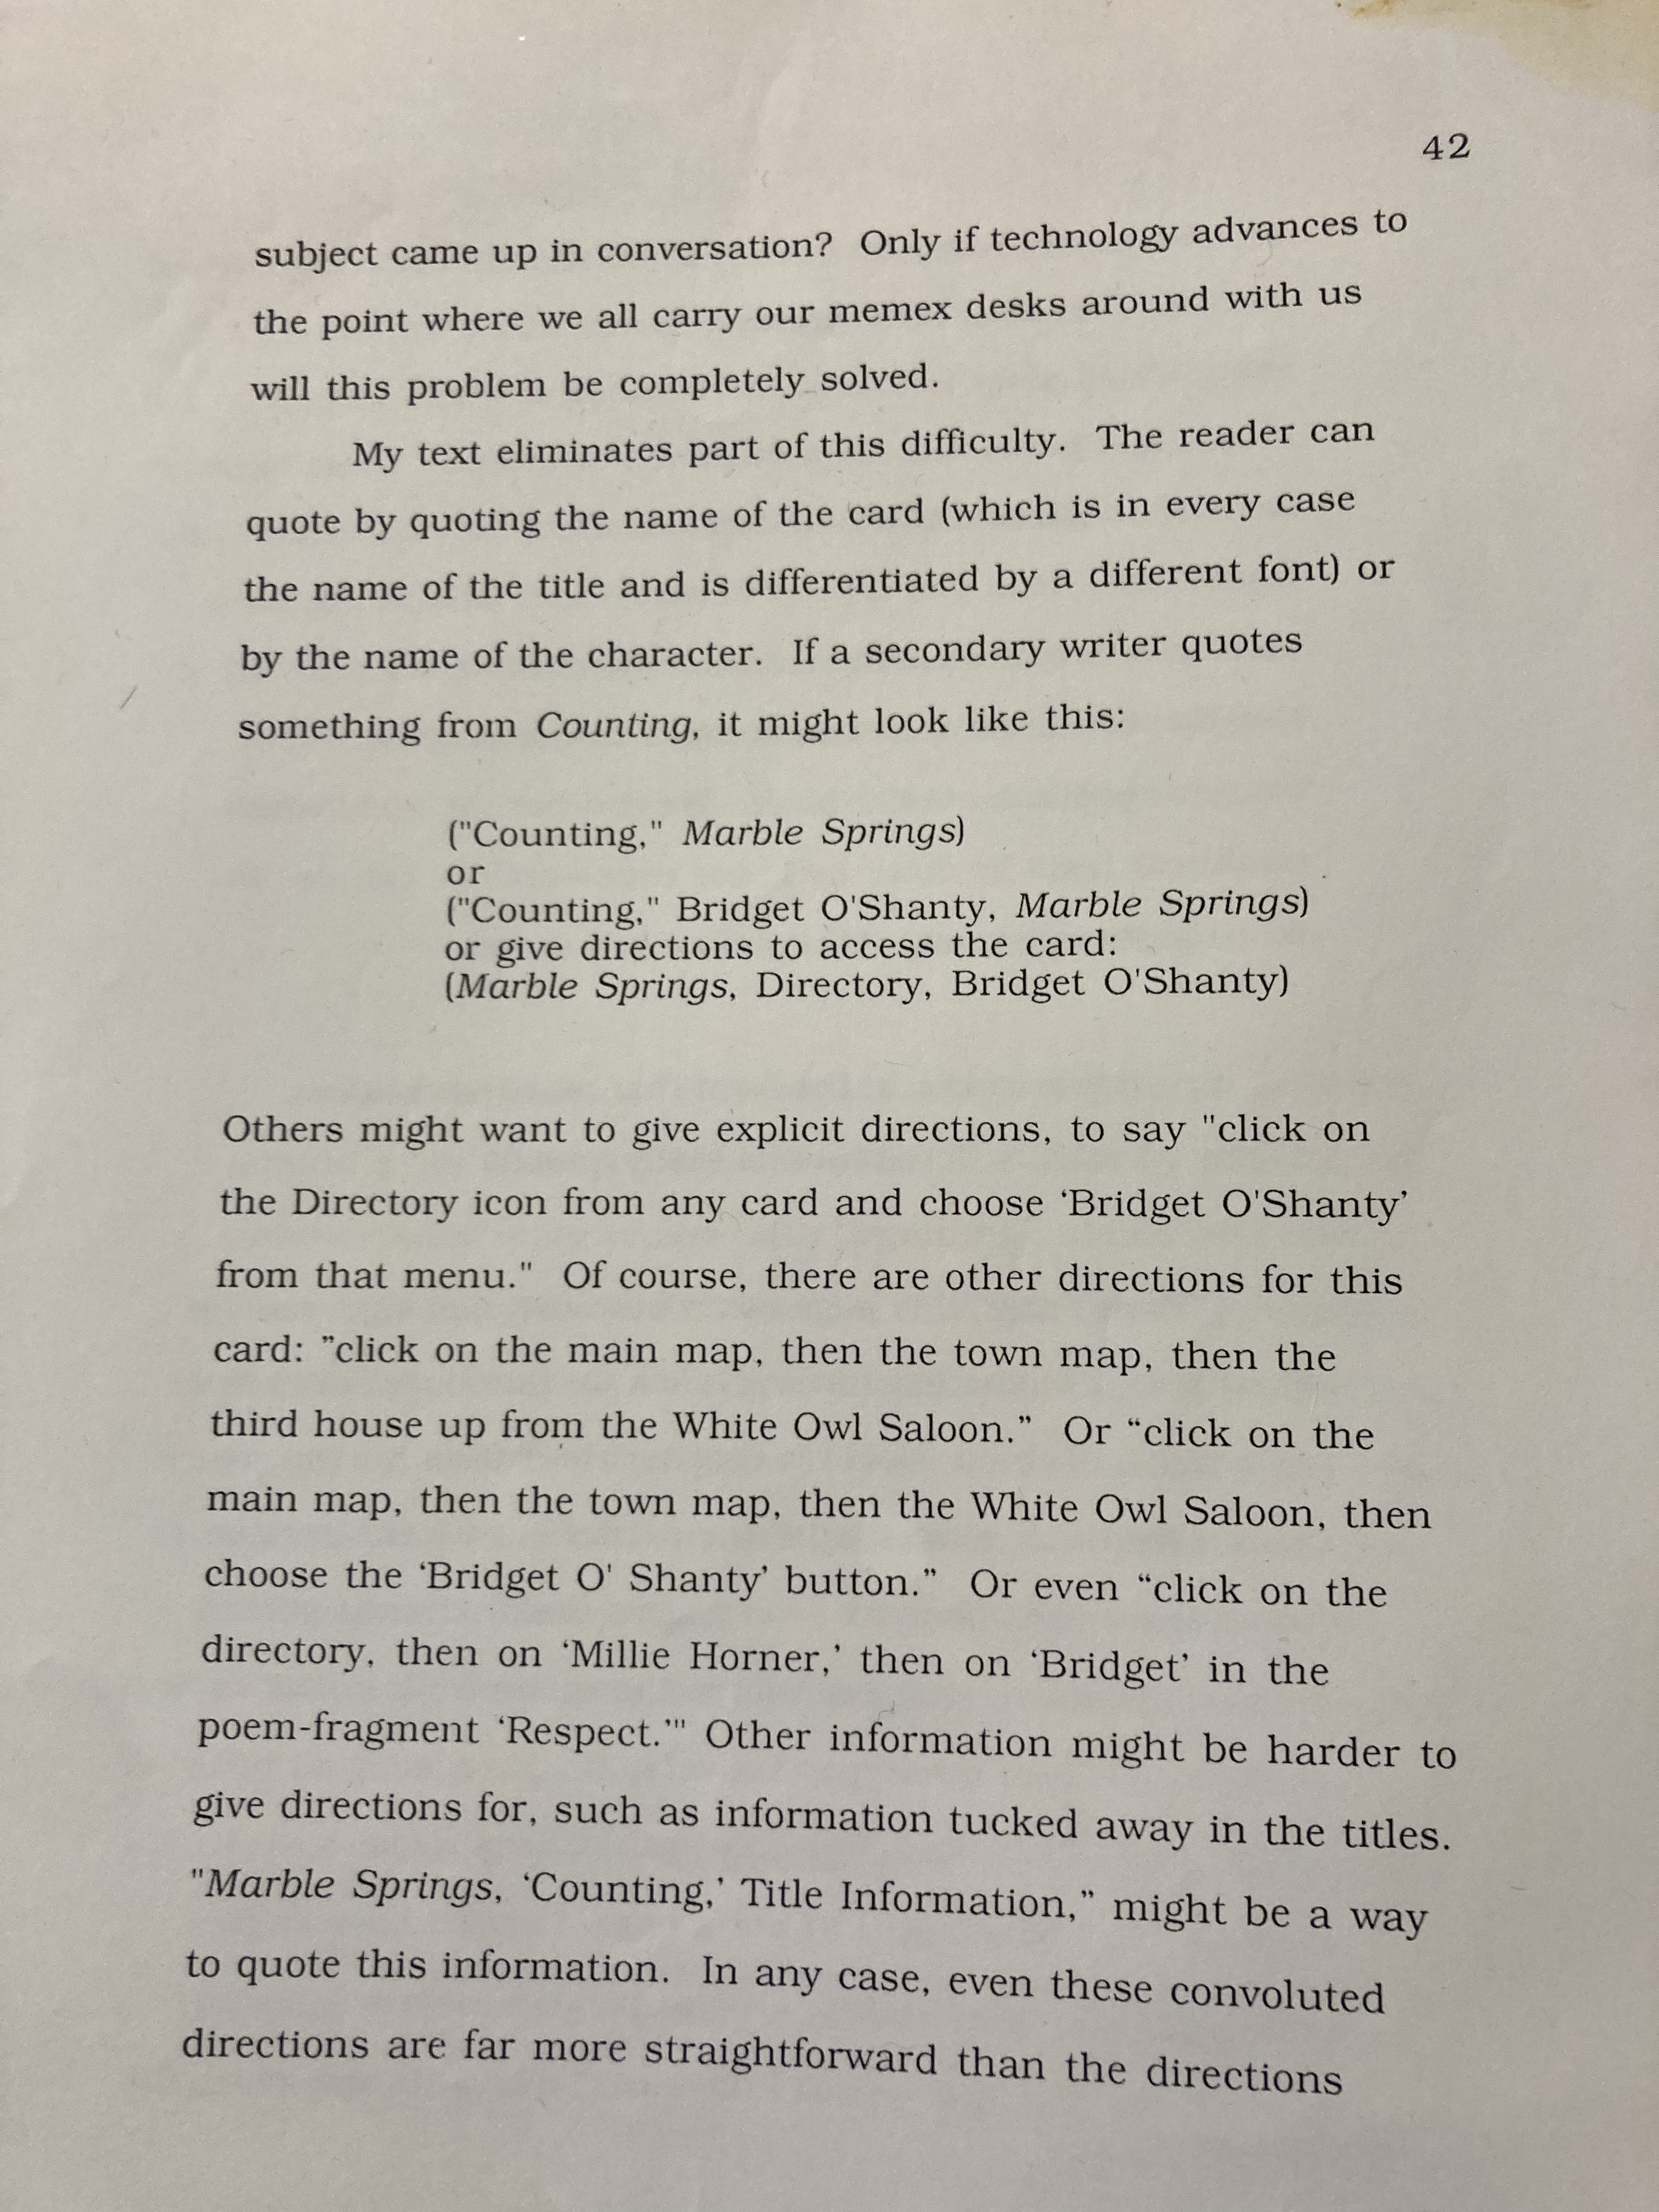 42
subject came up in conversation?  Only if technology advances to
the point where we all carry our memex desks around with us
will this problem be completely solved.
My text eliminates part of this difficulty.  The reader can
quote by quoting the name of the card (which is in every case
the name of the title and is differentiated by a different font) or
by the name of the character.  If a secondary writer quotes
something from Counting, it might look like this:
("Counting," Marble Springs)
or
("Counting," Bridget O'Shanty, Marble Springs)
or give directions to access the card:
(Marble Springs, Directory, Bridget O'Shanty)
Others might want to give explicit directions, to say "click on
the Directory icon from any card and choose ‘Bridget O'Shanty’
from that menu."  Of course, there are other directions for this
card: ”click on the main map, then the town map, then the
third house up from the White Owl Saloon.”  Or “click on the
main map, then the town map, then the White Owl Saloon, then
choose the ‘Bridget O' Shanty’ button.”  Or even “click on the
directory, then on ‘Millie Horner,’ then on ‘Bridget’ in the
poem-fragment ‘Respect.’" Other information might be harder to
give directions for, such as information tucked away in the titles.
"Marble Springs, ‘Counting,’ Title Information,” might be a way
to quote this information.  In any case, even these convoluted
directions are far more straightforward than the directions